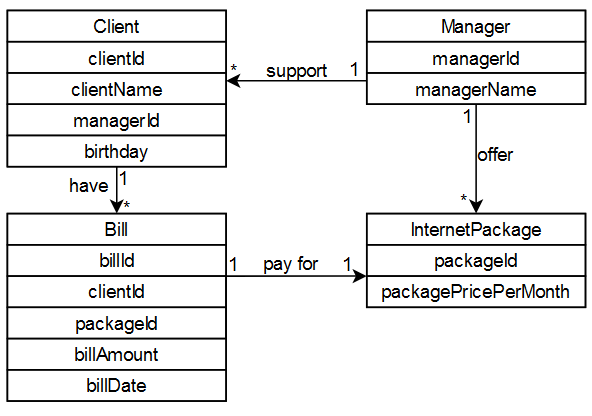 Client
clientId
clientName
managerId
birthday
Manager
managerId
managerName
* support 1
1
offer
*
have 1
*
Bill
billId
clientId
packageId
billAmount
billDate
1 pay for 1
InternetPackage
packageId
packagePricePerMonth